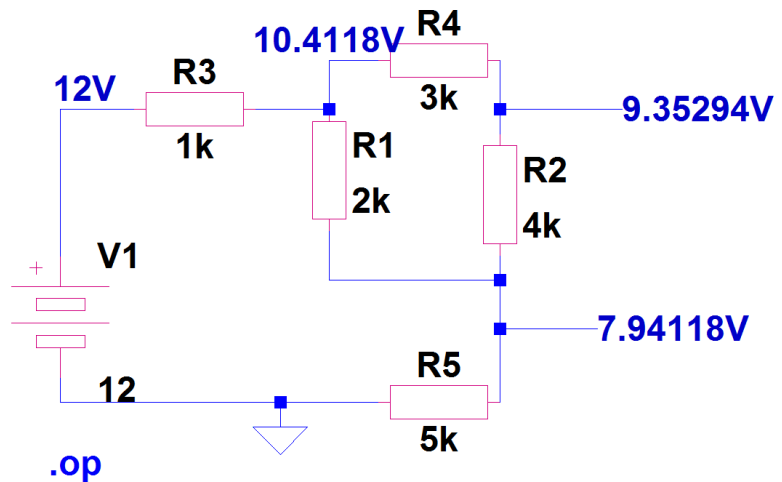 10.4118V
R4
12V
R3
3k
9.35294V
1k
R1
R2
2k
4k
V1
+
7.94118V
R5
12
5k
.op